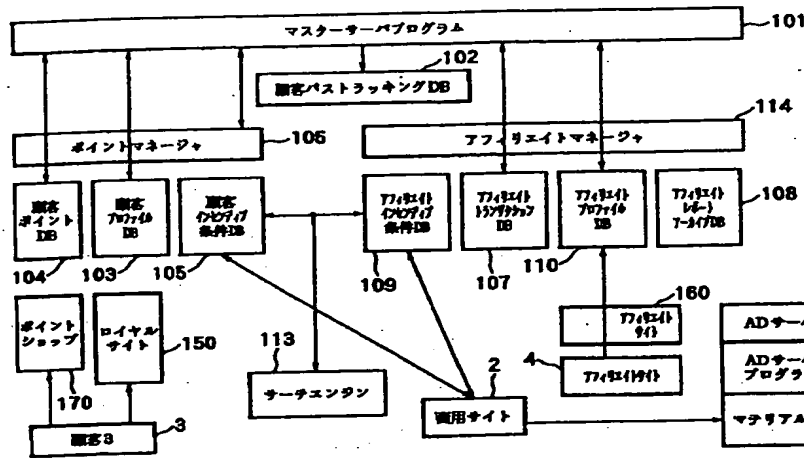 マスターサーバプログラム
101
102
顧客パストラッキングDB
114
ポイントマネージャ
106
アフィリエイトマネージャ
顧客
ポイント
DB
顧客
プロファイル
DB
顧客
インセンティブ
条件DB
アフィリエイト
インセンティブ
条件DB
アフィリエイト
トランザクション
DB
アフィリエイト
プロファイル
DB
アフィリエイト
レポート
アーカイブDB
108
104
103
105
109
107
110
ポイント
ショップ
ロイヤル
サイト
150
170
113
サーチエンジン
160
アフィリエイト
サイト
4
アフィリエイトサイト
2
商用サイト
ADサー
ADサー
プログラ
マテリアル
顧客3
3